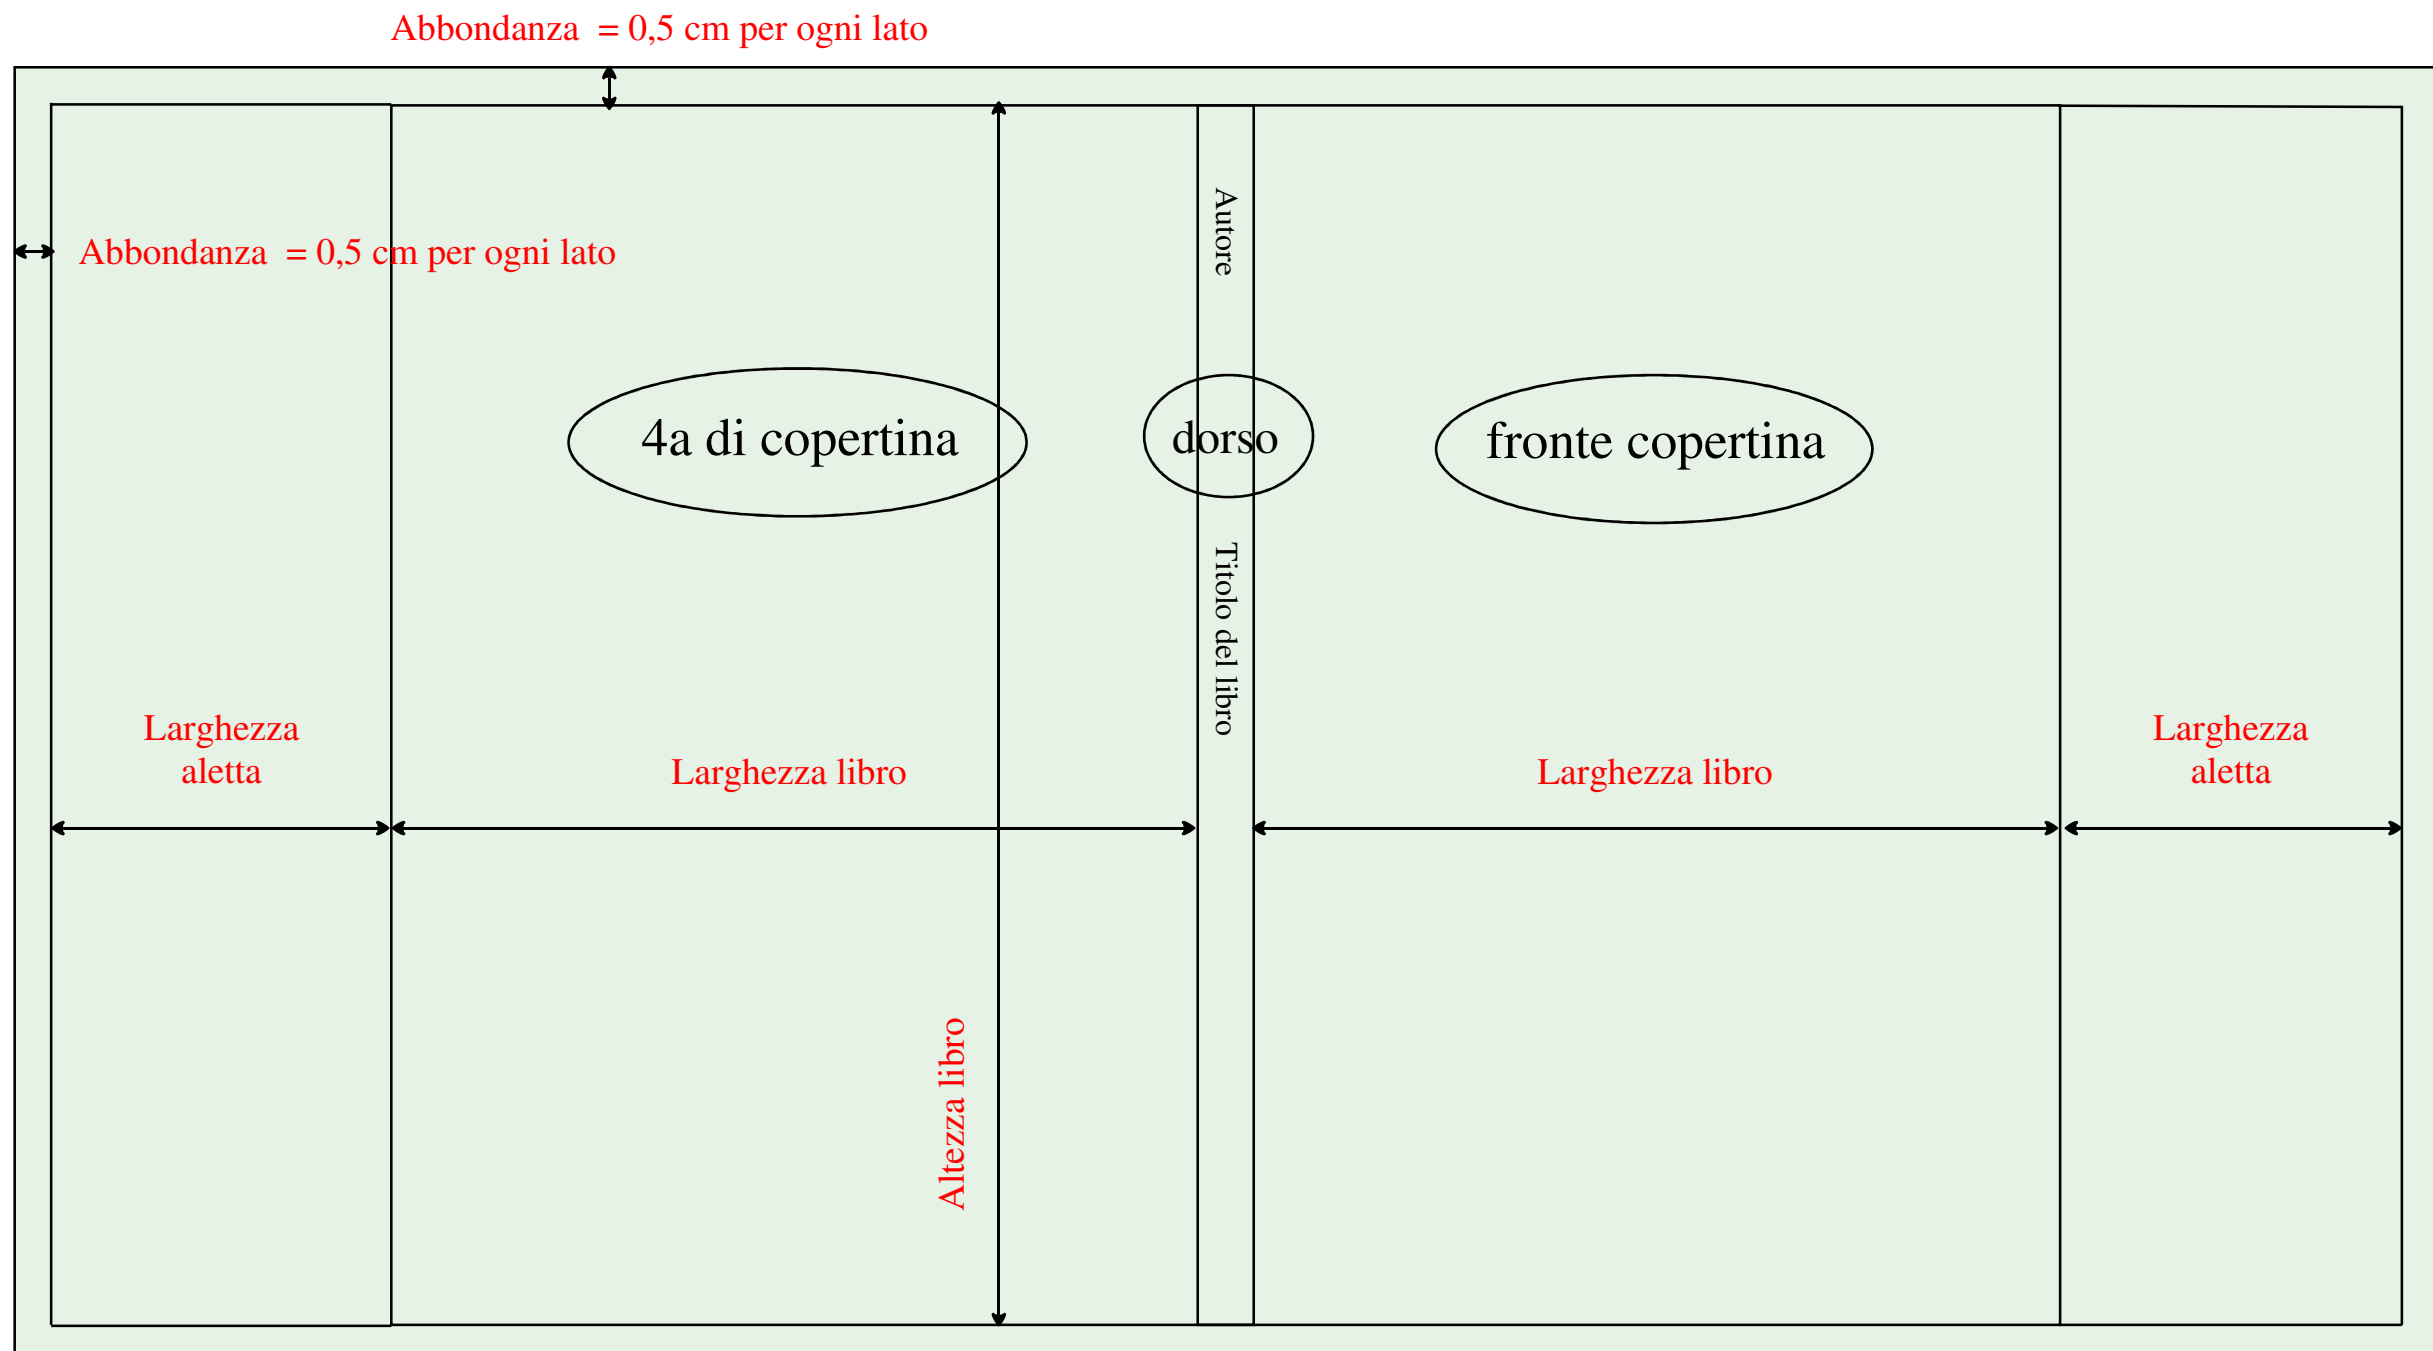 Abbondanza  = 0,5 cm per ogni lato
Autore
Abbondanza  = 0,5 cm per ogni lato
4a di copertina
dorso
fronte copertina
Titolo del libro
Larghezza
aletta
Larghezza libro
Larghezza libro
Larghezza
aletta
Altezza libro